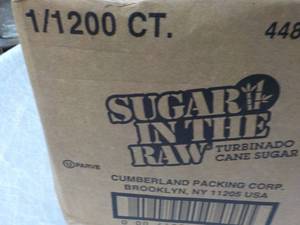 1/1200 CT.
448
SUGAR
IN THE
RAW
TURBINADO
CANE SUGAR
U PARVE
CUMBERLAND PACKING CORP.
BROOKLYN, NY 11205 USA